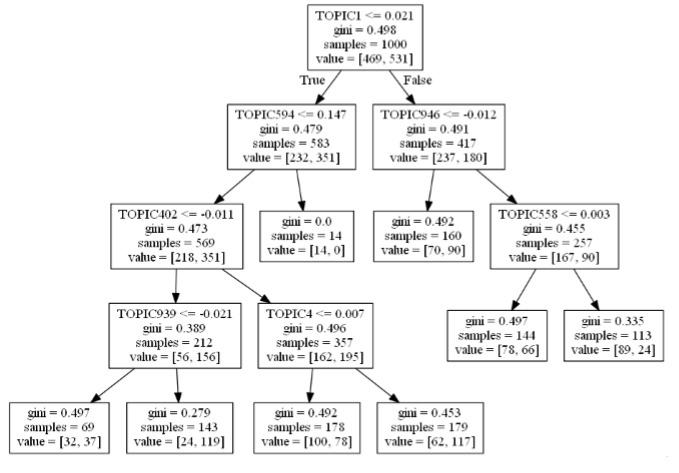 TOPIC1 <= 0.021
gini = 0.498
samples = 1000
value = [469, 531]
True
False
TOPIC594 <= 0.147
gini = 0.479
samples = 583
value = [232, 351]
TOPIC946 <= -0.012
gini = 0.491
samples = 417
value = [237, 180]
TOPIC402 <= -0.011
gini = 0.473
samples = 569
value = [218, 351]
gini = 0.0
samples = 14
value = [14, 0]
gini = 0.492
samples = 160
value = [70, 90]
TOPIC558 <= 0.003
gini = 0.455
samples = 257
value = [167, 90]
TOPIC939 <= -0.021
gini = 0.389
samples = 212
value = [56, 156]
TOPIC4 <= 0.007
gini = 0.496
samples = 357
value = [162, 195]
gini = 0.497
samples = 144
value = [78, 66]
gini = 0.335
samples = 113
value = [89, 24]
gini = 0.497
samples = 69
value = [32, 37]
gini = 0.279
samples = 143
value = [24, 119]
gini = 0.492
samples = 178
value = [100, 78]
gini = 0.453
samples = 179
value = [62, 117]